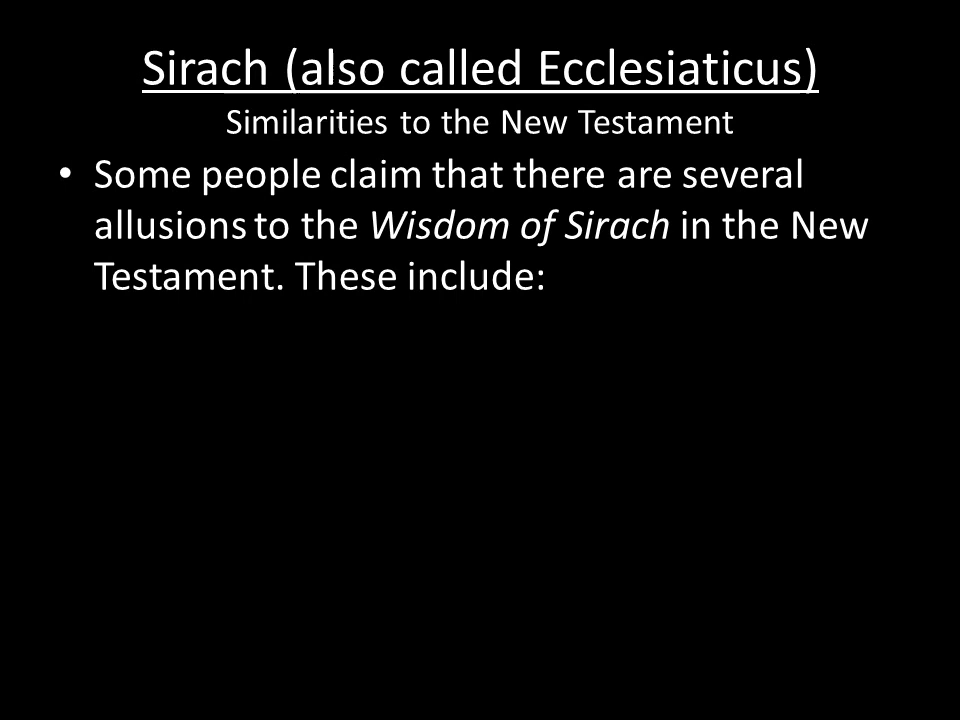 Sirach (also called Ecclesiaticus)
Similarities to the New Testament
• Some people claim that there are several
allusions to the Wisdom of Sirach in the New
Testament. These include: